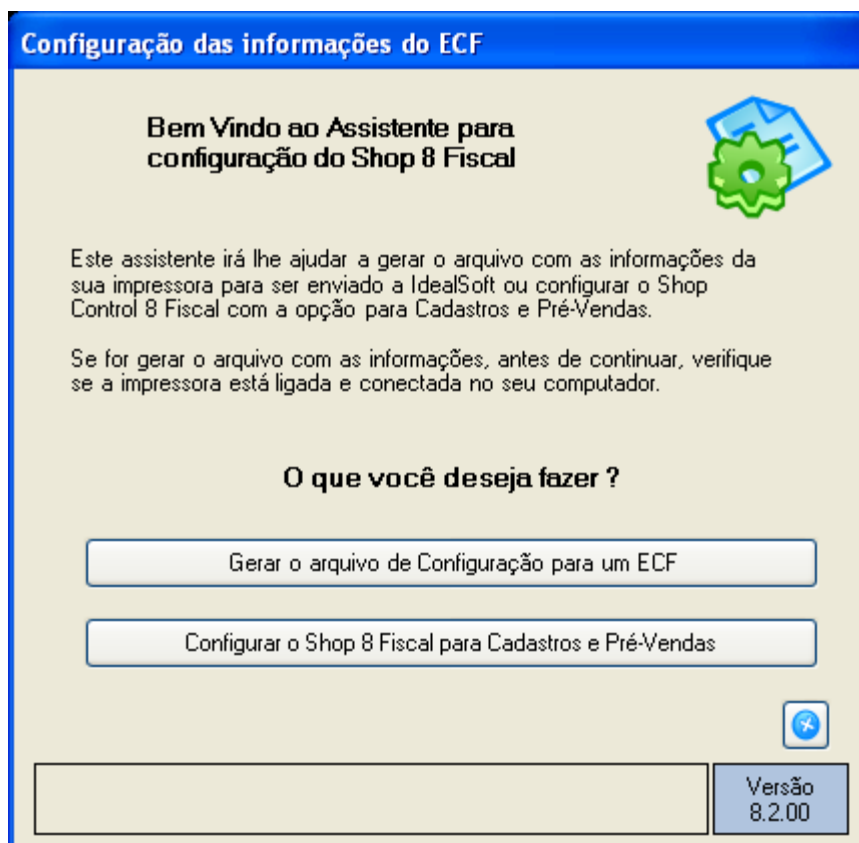 Configuração das informações do ECF
Bem Vindo ao Assistente para
configuração do Shop 8 Fiscal
Este assistente irá lhe ajudar a gerar o arquivo com as informações da
sua impressora para ser enviado a IdealSoft ou configurar o Shop
Control 8 Fiscal com a opção para Cadastros e Pré-Vendas.
Se for gerar o arquivo com as informações, antes de continuar, verifique
se a impressora está ligada e conectada no seu computador.
O que você deseja fazer ?
Gerar o arquivo de Configuração para um ECF
Configurar o Shop 8 Fiscal para Cadastros e Pré-Vendas
Versão
8.2.00